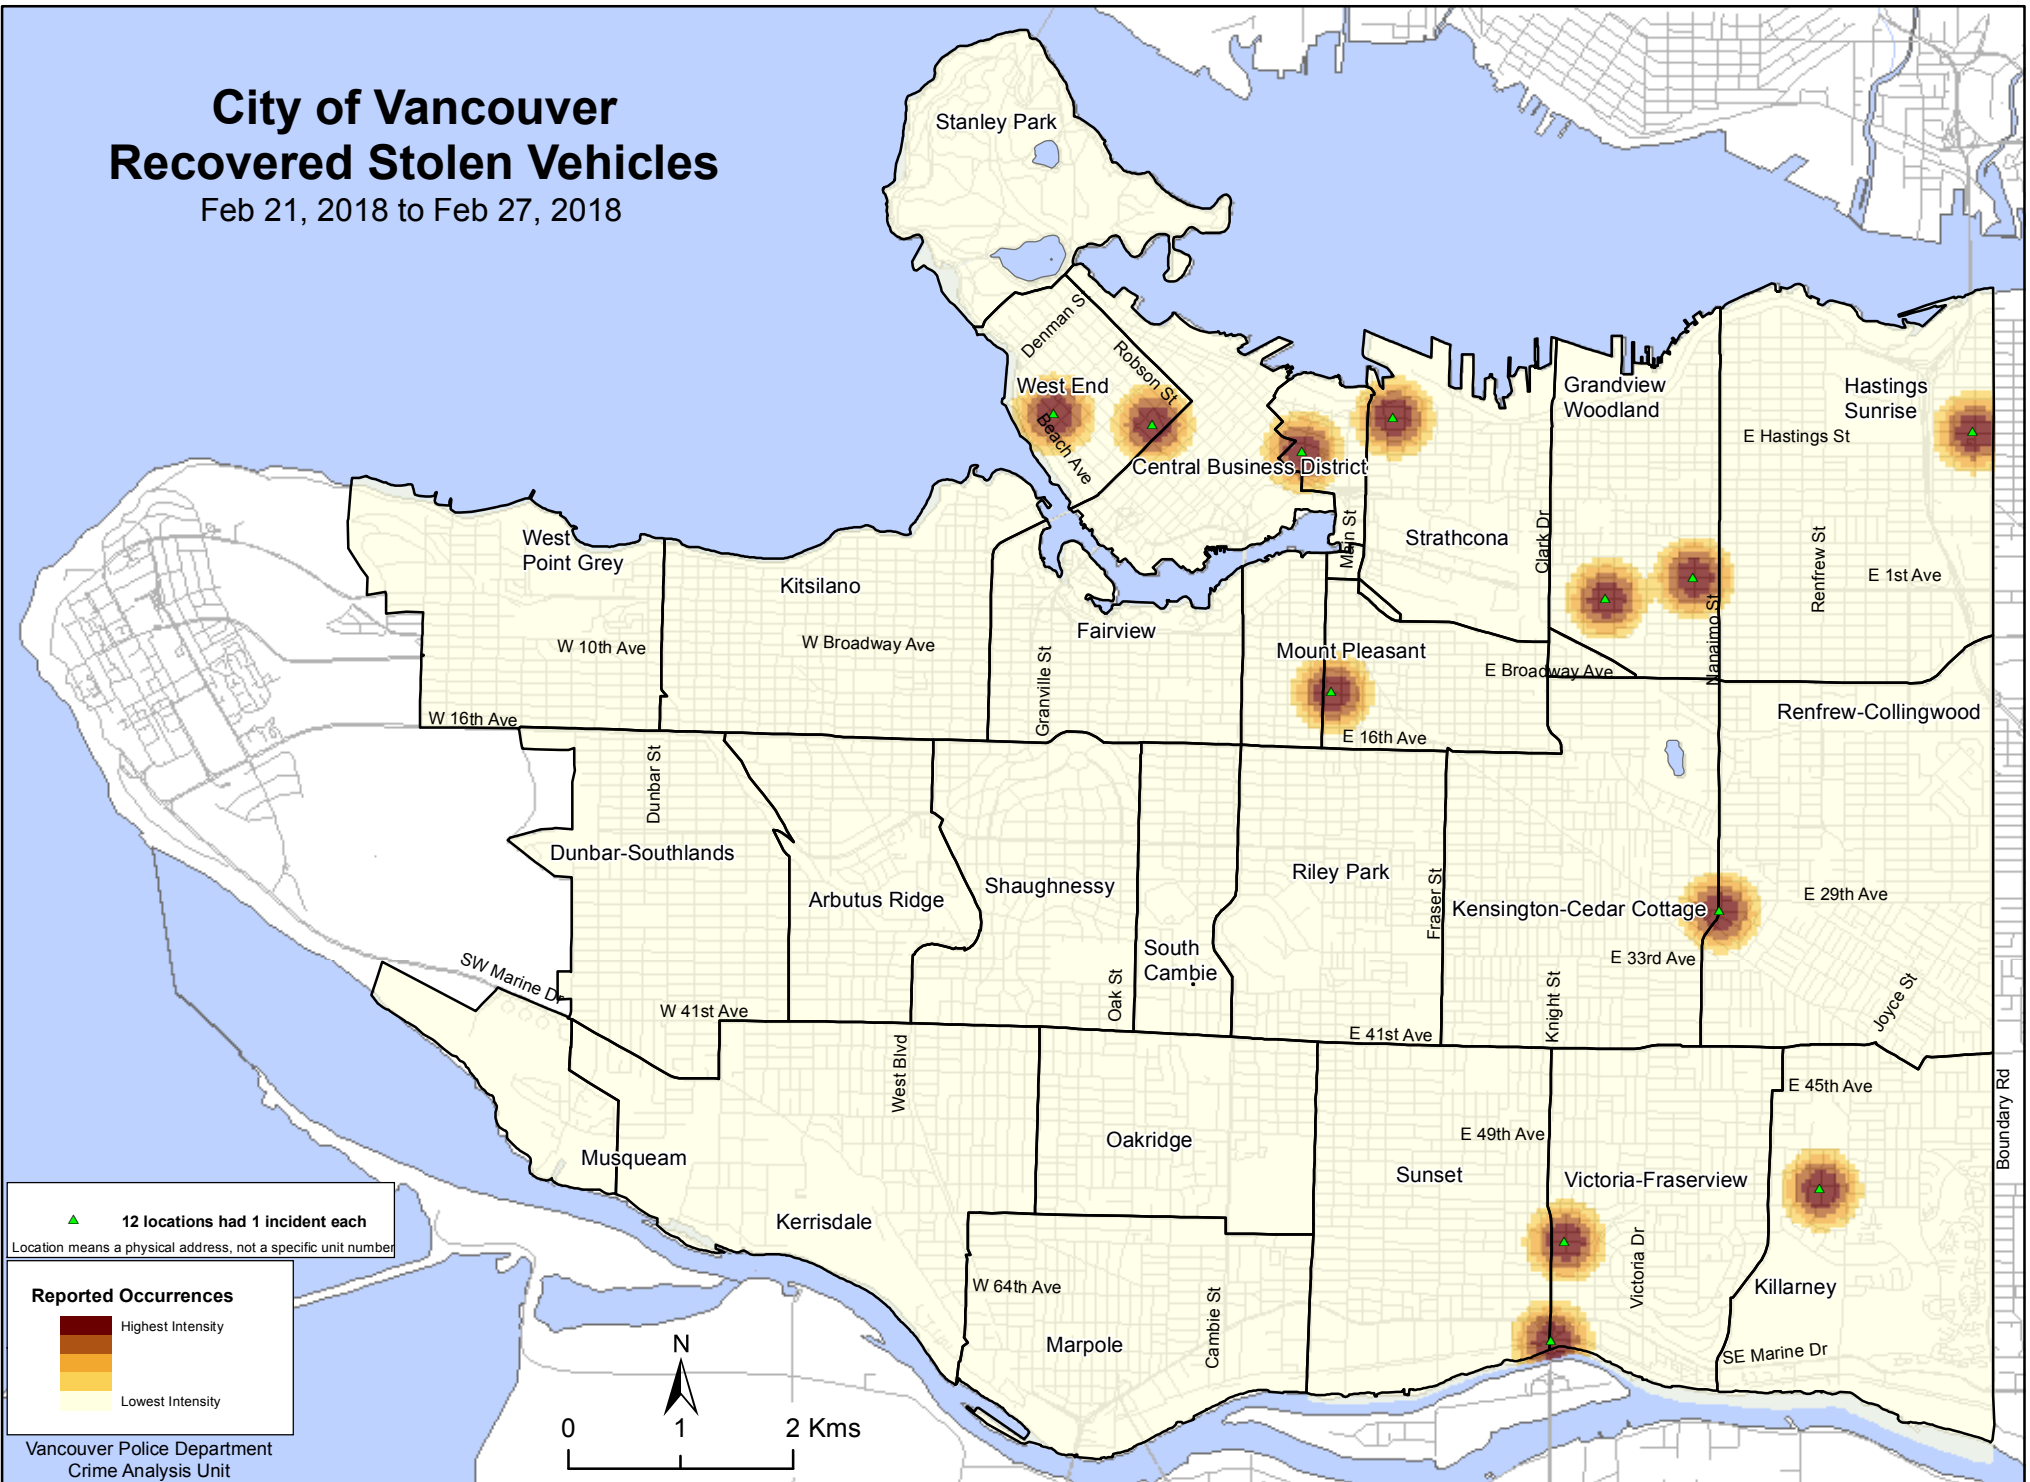 City of Vancouver
Recovered Stolen Vehicles
Feb 21, 2018 to Feb 27, 2018
Stanley Park
Denman S
Robson St
West End
Beach Ave
Central Business District
Grandview
Woodland
Hastings
Sunrise
E Hastings St
West
Point Grey
Kitsilano
Fairview
Main St
Strathcona
Clark Dr
Renfrew St
E 1st Ave
Nanaimo St
W 10th Ave
W Broadway Ave
Granville St
Mount Pleasant
E Broadway Ave
W 16th Ave
E 16th Ave
Renfrew-Collingwood
Dunbar St
Dunbar-Southlands
Arbutus Ridge
Shaughnessy
Riley Park
Fraser St
Kensington-Cedar Cottage
E 29th Ave
South
Cambie
E 33rd Ave
SW Marine Dr
W 41st Ave
Oak St
E 41st Ave
Knight St
Joyce St
West Blvd
E 45th Ave
Boundary Rd
Musqueam
Oakridge
E 49th Ave
Sunset
Victoria-Fraserview
Kerrisdale
Victoria Dr
Killarney
W 64th Ave
Cambie St
Marpole
SE Marine Dr
12 locations had 1 incident each
Location means a physical address, not a specific unit number
Reported Occurrences
Highest Intensity
Lowest Intensity
N
0 1 2 Kms
Vancouver Police Department
Crime Analysis Unit